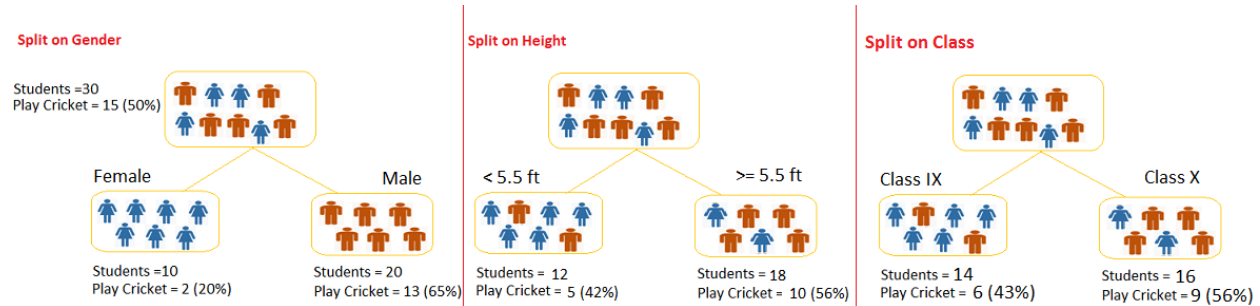 Split on Gender
Students =30
Play Cricket = 15 (50%)
Female
Male
Students =10
Play Cricket = 2 (20%)
Students = 20
Play Cricket = 13 (65%)
Split on Height
< 5.5 ft
>= 5.5 ft
Students = 12
Play Cricket = 5 (42%)
Students = 18
Play Cricket = 10 (56%)
Split on Class
Class IX
Class X
Students = 14
Play Cricket = 6 (43%)
Students = 16
Play Cricket = 9 (56%)